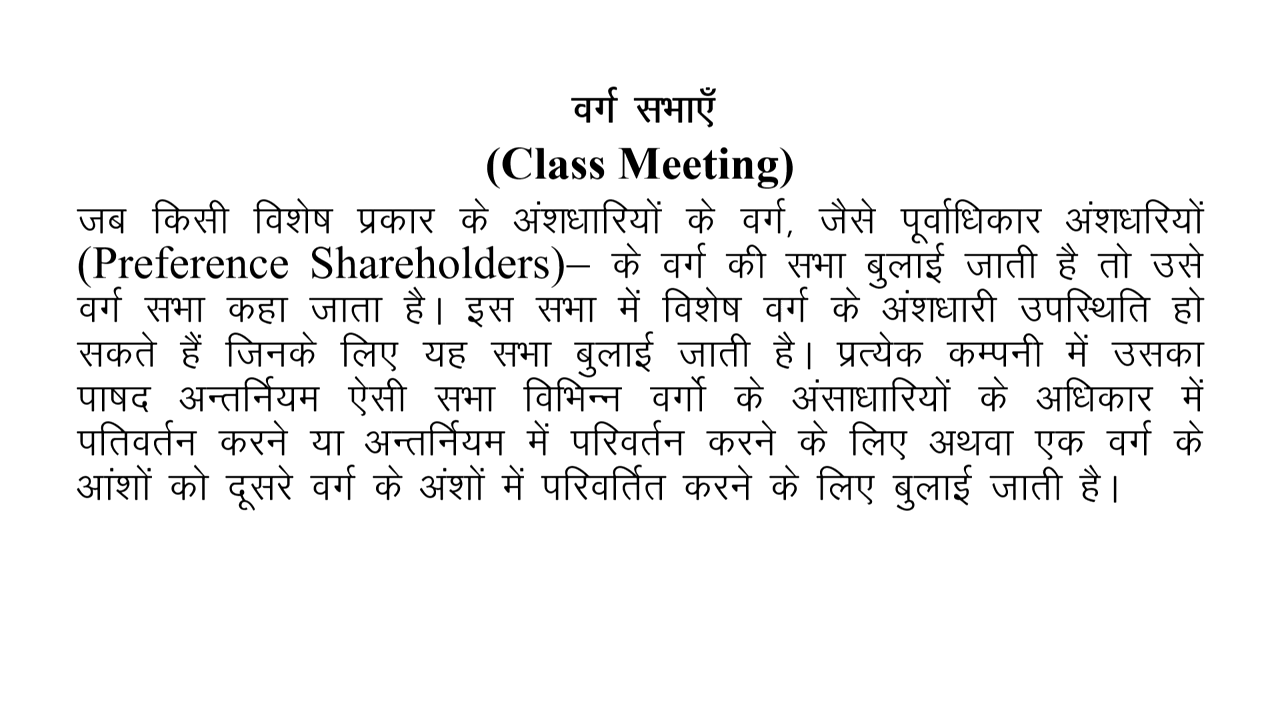 वर्ग सभाएँ
(Class Meeting)
जब किसी विशेष प्रकार के अंशधारियों के वर्ग, जैसे पूर्वाधिकार अंशधरियों
(Preference Shareholders)– के वर्ग की सभा बुलाई जाती है तो उसे
वर्ग सभा कहा जाता है। इस सभा में विशेष वर्ग के अंशधारी उपस्थिति हो
सकते हैं जिनके लिए यह सभा बुलाई जाती है। प्रत्येक कम्पनी में उसका
पाषद अन्तर्नियम ऐसी सभा विभिन्न वर्गो के अंसाधारियों के अधिकार में
पतिवर्तन करने या अन्तर्नियम में परिवर्तन करने के लिए अथवा एक वर्ग के
आंशों को दूसरे वर्ग के अंशों में परिवर्तित करने के लिए बुलाई जाती है।